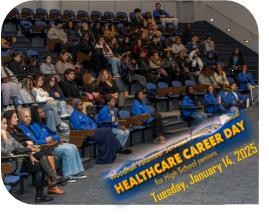 HEALTHCARE CAREER DAY
for High School seniors
Tuesday, January 14, 2025